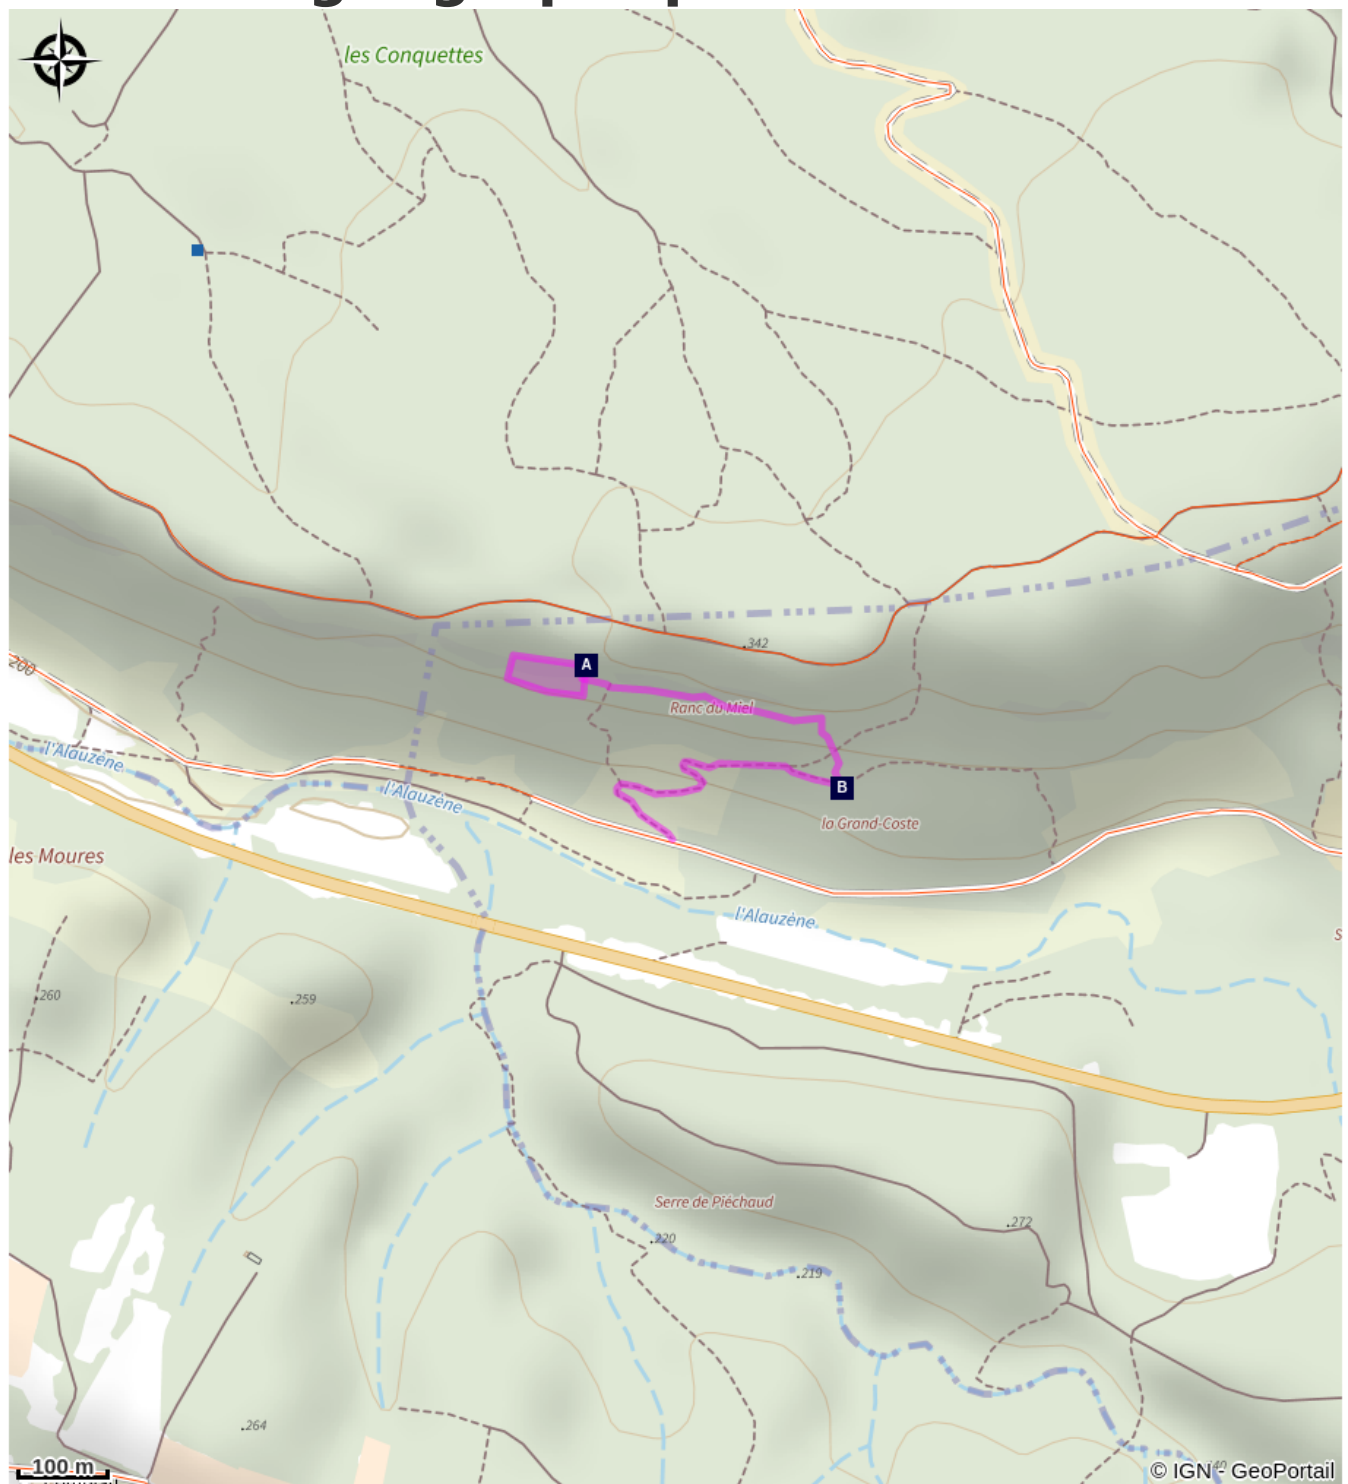 les Conquettes
.342
A
200
Ranc du Miel
l'Alauzène
B
l'Alauzène
la Grand-Coste
les Moures
l'Alauzène
.260
.259
Serre de Pièchaud
.272
.220
.219
.264
100 m
© IGN - GeoPortail